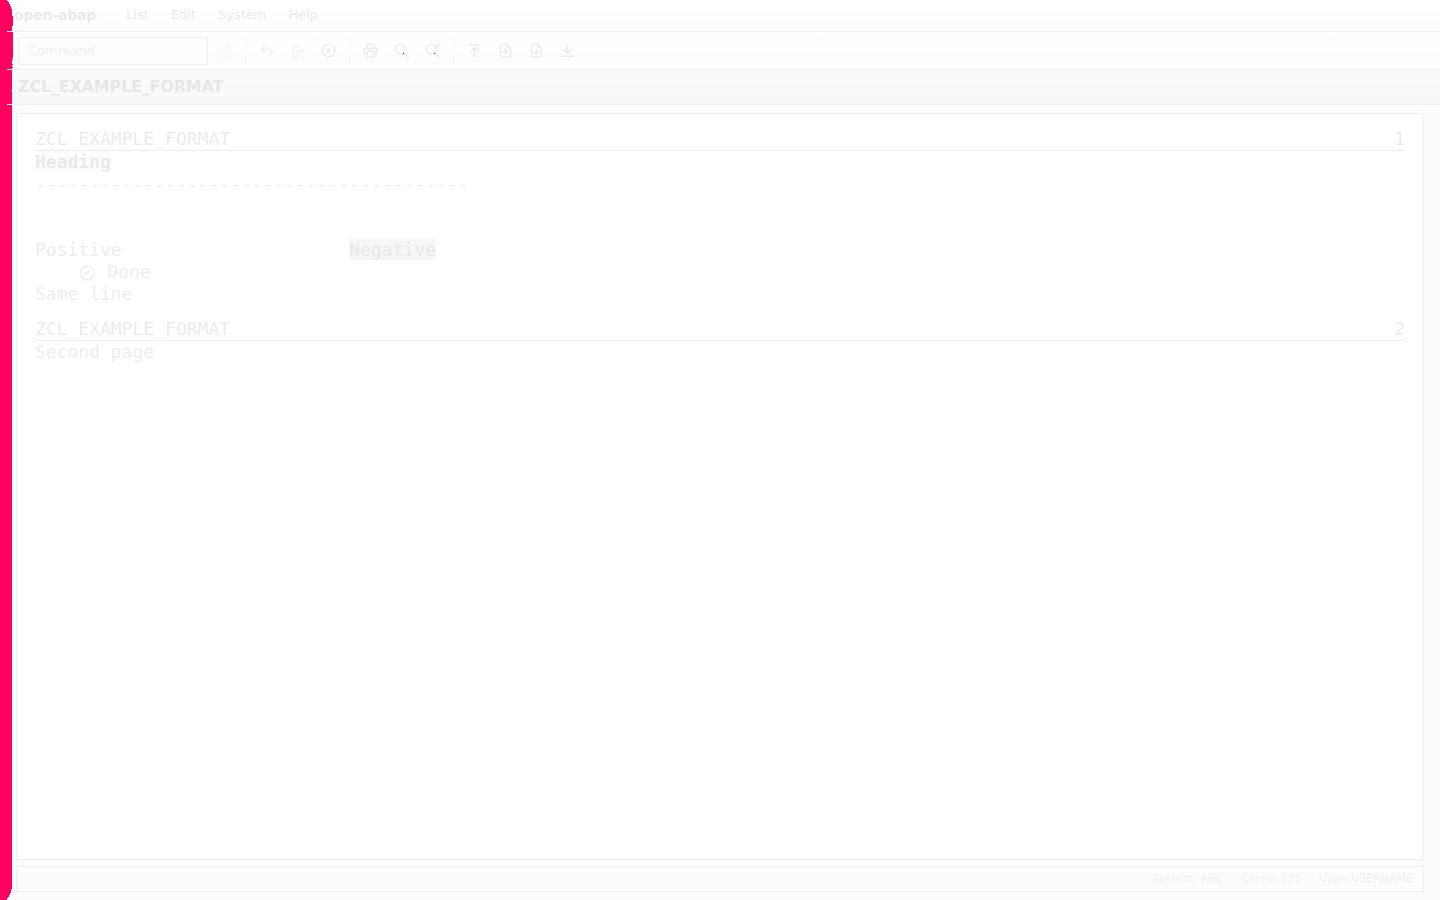 open-abap List Edit System Help
Command
ZCL_EXAMPLE_FORMAT
ZCL_EXAMPLE_FORMAT 1
Heading
----------------------------------------
Positive Negative
Done
Same line
ZCL_EXAMPLE_FORMAT 2
Second page
System: ABC Client: 123 User: USERNAME